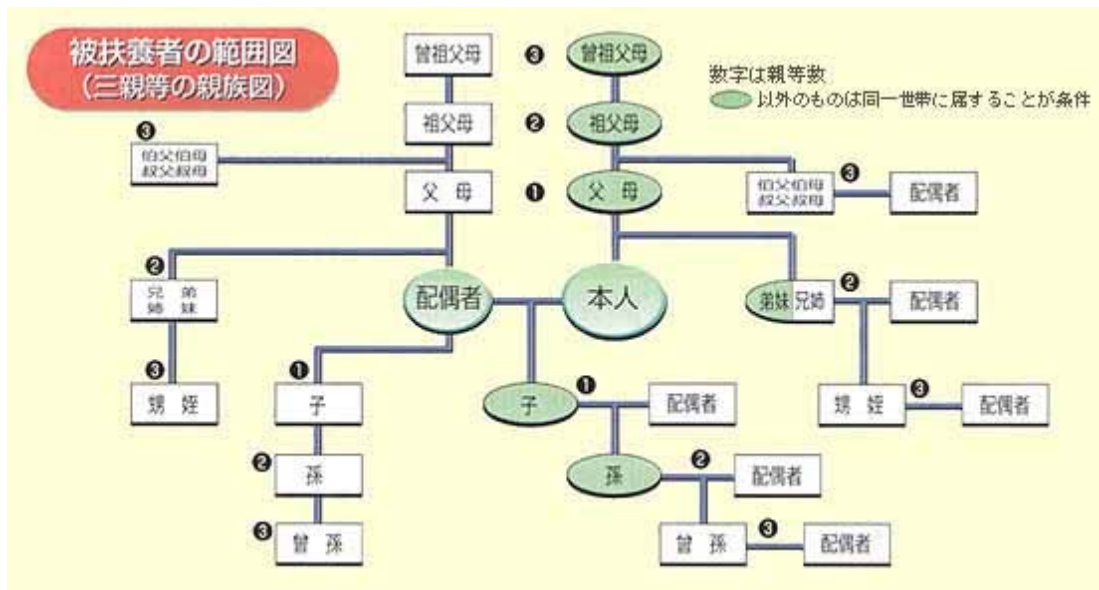 被扶養者の範囲図
(三親等の親族図)
数字は親等数
以外のものは同一世帯に属することが条件
曾祖父母
❸
曾祖父母
祖父母
❷
祖父母
❸
伯父伯母
叔父叔母
父 母
❶
父 母
伯父伯母
叔父叔母
❸
配偶者
❷
兄 弟
姉 妹
配偶者
本人
弟妹
兄姉
❷
配偶者
❸
甥 姪
❶
子
子
❶
配偶者
甥 姪
❸
配偶者
❷
孫
孫
❷
配偶者
❸
曾 孫
曾 孫
❸
配偶者